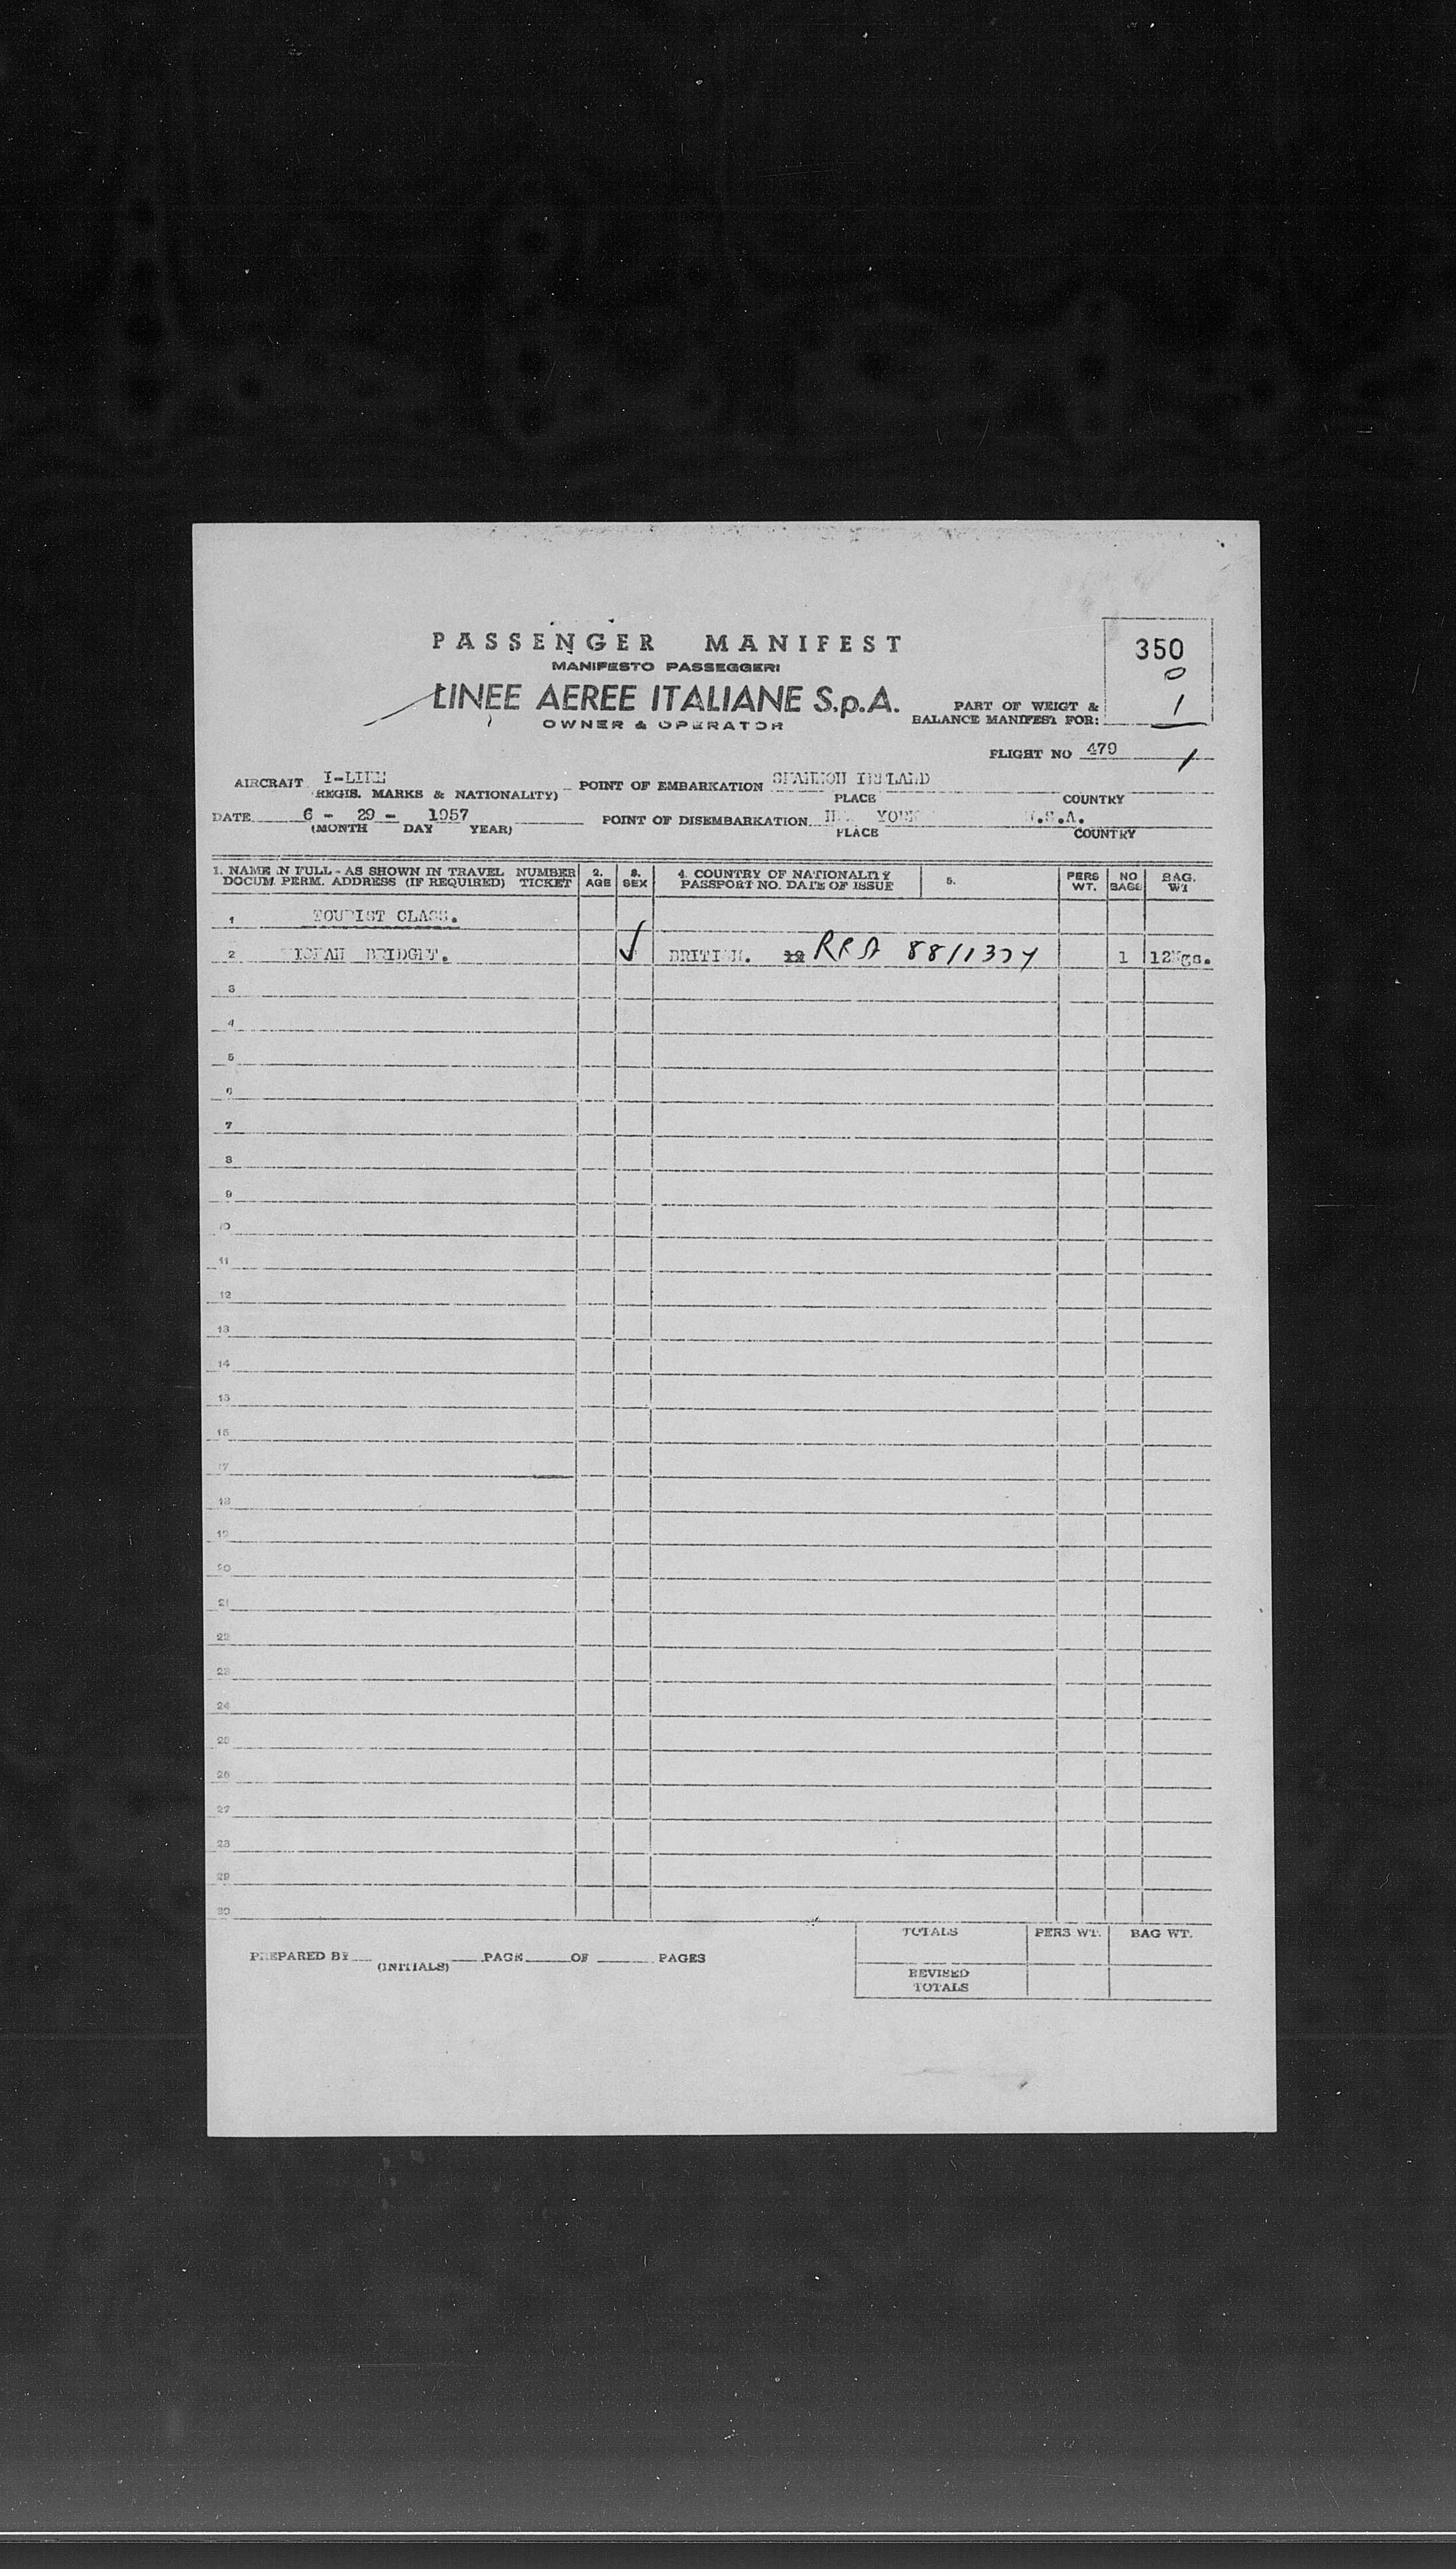 PASSENGER MANIFEST
MANIFESTO PASSEGGERI
LINEE AEREE ITALIANE S.p.A.
OWNER & OPERATOR
350
0
1
PART OF WEIGT &
BALANCE MANIFEST FOR:
FLIGHT NO 479
AIRCRAIT
(REGIS. MARKS & NATIONALITY)
POINT OF EMBARKATION SHANNON IRELAND
PLACE COUNTRY
DATE 6 - 29 - 1957
(MONTH DAY YEAR)
POINT OF DISEMBARKATION YORK U.S.A.
PLACE COUNTRY
1. NAME IN FULL - AS SHOWN IN TRAVEL NUMBER 2. 3. 4. COUNTRY OF NATIONALITY 5. PERS NO BAG.
DOCUM. PERM. ADDRESS (IF REQUIRED) TICKET AGE SEX PASSPORT NO. DATE OF ISSUE WT. BAGS WT
1 TOURIST CLASS.
2 BRIDGET. BRITISH. 1 12Kgs.
3
4
5
6
7
8
9
10
11
12
13
14
15
16
17
18
19
20
21
22
23
24
25
26
27
28
29
30
PREPARED BY PAGE OF PAGES
(INITIALS)
TOTALS PERS WT. BAG WT.
REVISED
TOTALS